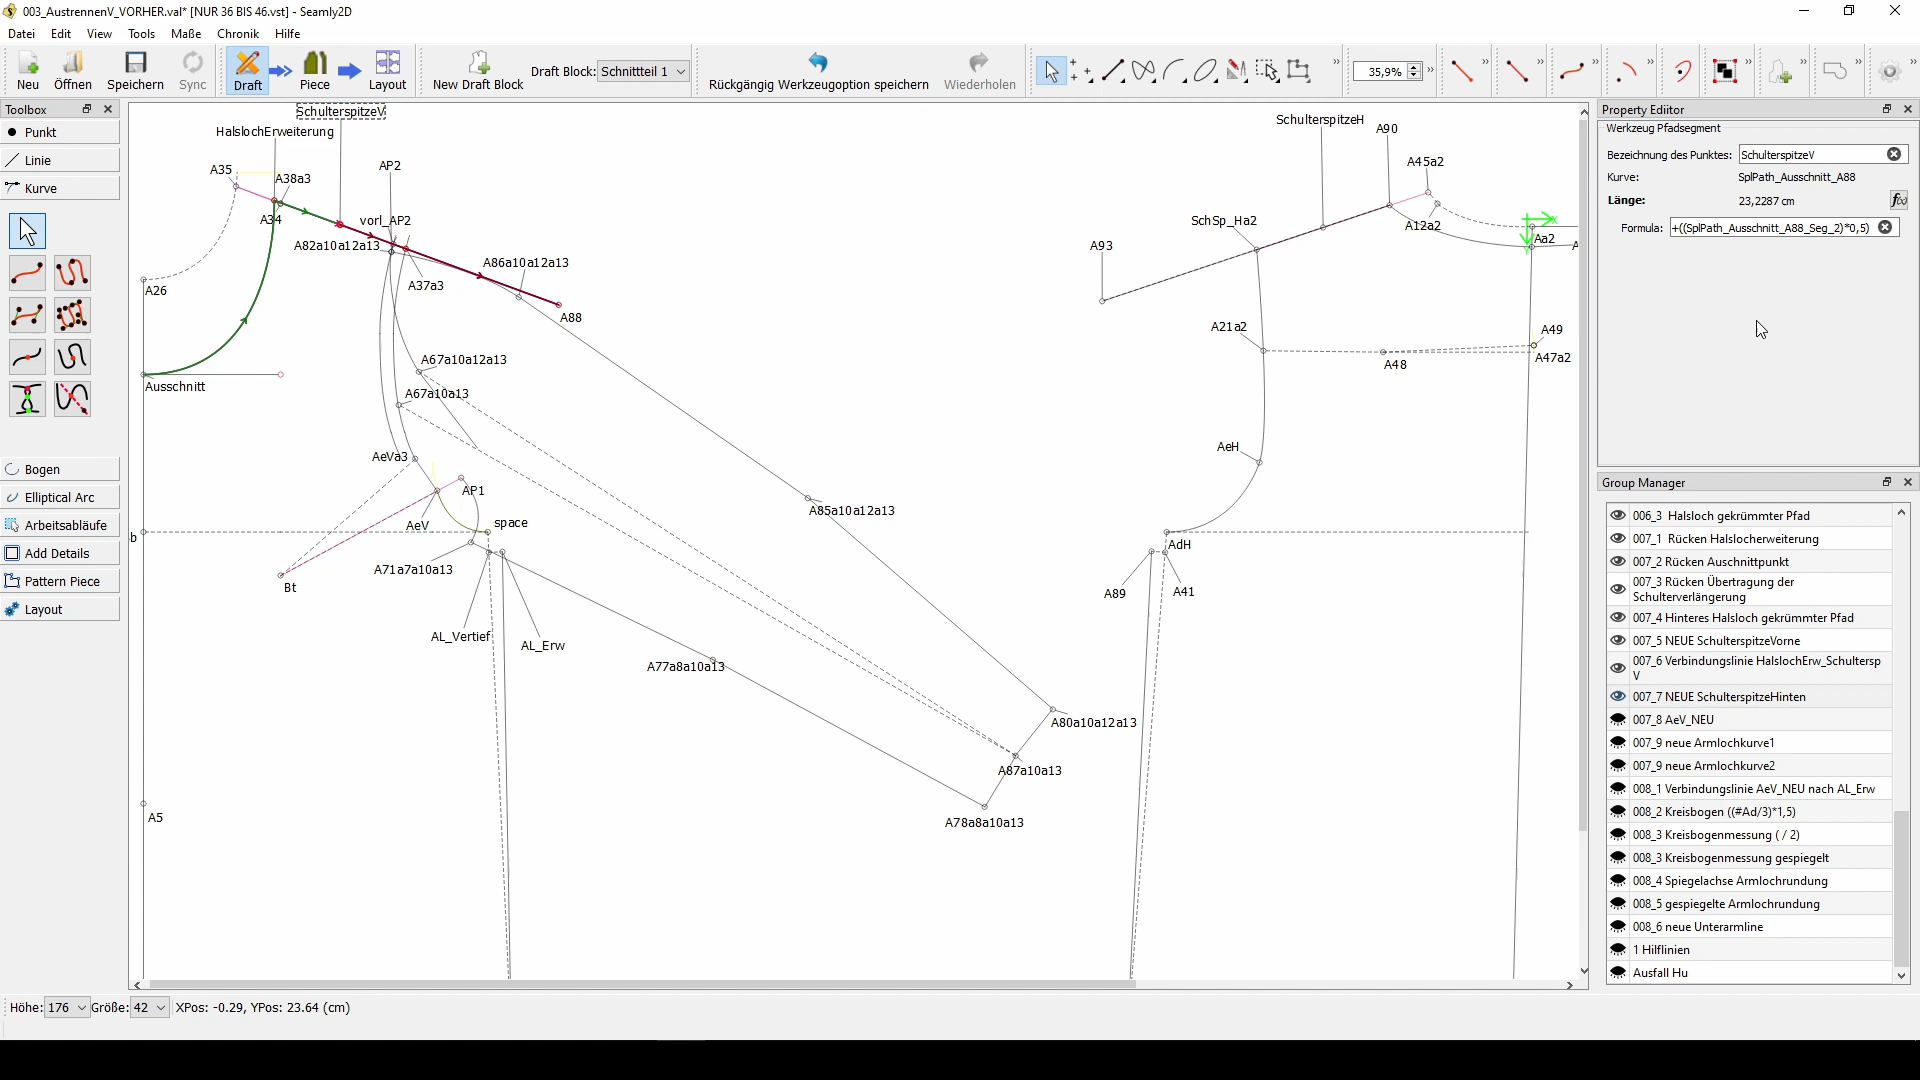 003_AustrennenV_VORHER.val* [NUR 36 BIS 46.vst] - Seamly2D
Datei Edit View Tools Maße Chronik Hilfe
Neu Öffnen Speichern Sync Draft Piece Layout New Draft Block Draft Block: Schnittteil 1 Rückgängig Werkzeugoption speichern Wiederholen 35,9%
Toolbox
Punkt
Linie
Kurve
Bogen
Elliptical Arc
Arbeitsabläufe
Add Details
Pattern Piece
Layout
SchulterspitzeV
HalslochErweiterung
A35
A38a3
AP2
A34
vorl_AP2
A82a10a12a13
A86a10a12a13
A37a3
A26
A88
A67a10a12a13
Ausschnitt
A67a10a13
AeVa3
AP1
AeV
space
b
A71a7a10a13
Bt
AL_Vertief
AL_Erw
A85a10a12a13
A77a8a10a13
A80a10a12a13
A87a10a13
A78a8a10a13
A5
SchulterspitzeH
A90
A45a2
SchSp_Ha2
A12a2
A93
x
Aa2
A
A21a2
A49
A48
A47a2
AeH
AdH
A89
A41
Property Ediitor
Werkzeug Pfadsegment
Bezeichnung des Punktes: SchulterspitzeV
Kurve: SplPath_Ausschnitt_A88
Länge: 23,2287 cm
Formula: +((SplPath_Ausschnitt_A88_Seg_2)*0,5)
Group Manager
006_3 Halsloch gekrümmter Pfad
007_1 Rücken Halslocherweiterung
007_2 Rücken Auschnittpunkt
007_3 Rücken Übertragung der
Schulterverlängerung
007_4 Hinteres Halsloch gekrümmter Pfad
007_5 NEUE SchulterspitzeVorne
007_6 Verbindungslinie HalslochErw_Schultersp
V
007_7 NEUE SchulterspitzeHinten
007_8 AeV_NEU
007_9 neue Armlochkurve1
007_9 neue Armlochkurve2
008_1 Verbindungslinie AeV_NEU nach AL_Erw
008_2 Kreisbogen ((#Ad/3)*1,5)
008_3 Kreisbogenmessung ( / 2)
008_3 Kreisbogenmessung gespiegelt
008_4 Spiegelachse Armlochrundung
008_5 gespiegelte Armlochrundung
008_6 neue Unterarmline
1 Hilflinien
Ausfall Hu
Höhe: 176 Größe: 42 XPos: -0.29, YPos: 23.64 (cm)